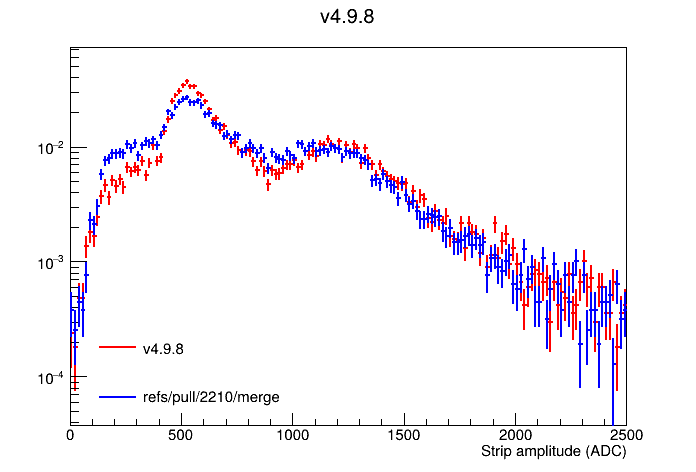 v4.9.8
10⁻²
10⁻³
10⁻⁴
v4.9.8
refs/pull/2210/merge
0 500 1000 1500 2000 2500
Strip amplitude (ADC)